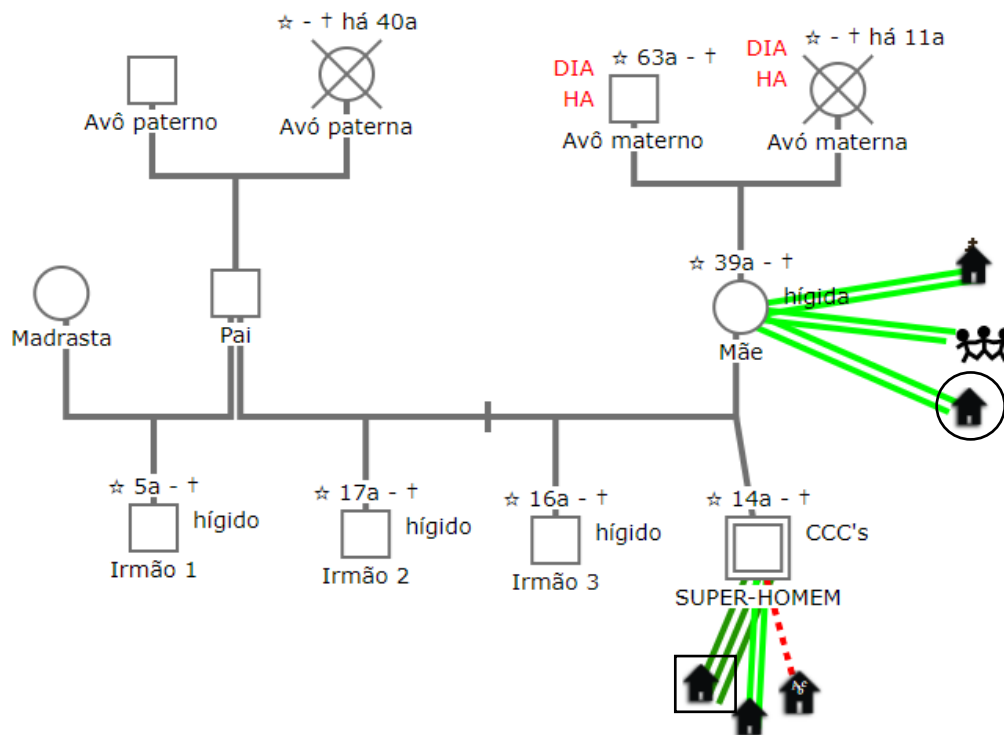 ☆ - † há 40a
Avô paterno
Avó paterna
DIA
HA
☆ 63a - †
Avô materno
DIA
HA
☆ - † há 11a
Avó materna
Madrasta
Pai
☆ 39a - †
hígida
Mãe
☆ 5a - †
hígido
Irmão 1
☆ 17a - †
hígido
Irmão 2
☆ 16a - †
hígido
Irmão 3
☆ 14a - †
CCC's
SUPER-HOMEM
Abc